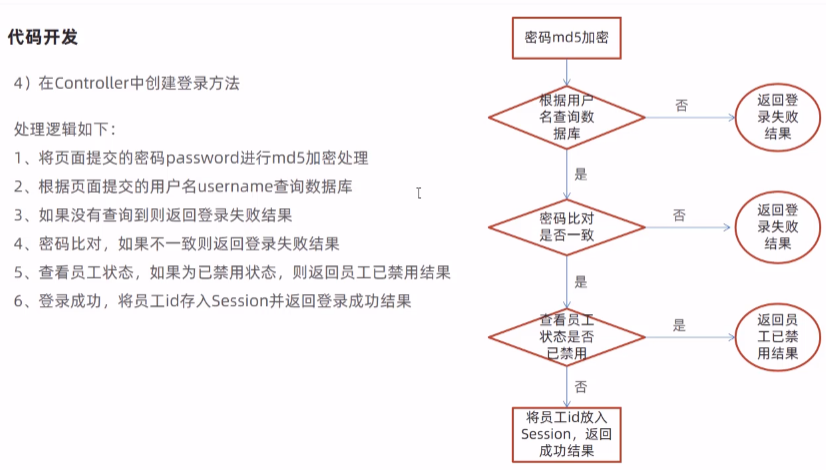 代码开发
4）在Controller中创建登录方法
处理逻辑如下：
1、将页面提交的密码password进行md5加密处理
2、根据页面提交的用户名username查询数据库
3、如果没有查询到则返回登录失败结果
4、密码比对，如果不一致则返回登录失败结果
5、查看员工状态，如果为已禁用状态，则返回员工已禁用结果
6、登录成功，将员工id存入Session并返回登录成功结果
密码md5加密
根据用户
名查询数
据库
否
返回登
录失败
结果
是
密码比对
是否一致
否
返回登
录失败
结果
是
查看员工
状态是否
已禁用
是
返回员
工已禁
用结果
否
将员工id放入
Session，返回
成功结果